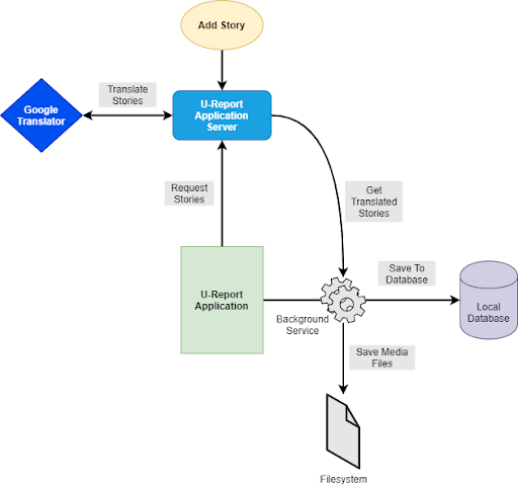 Add Story
Translate
Stories
Google
Translator
U-Report
Application
Server
Request
Stories
Get
Translated
Stories
U-Report
Application
Save To
Database
Background
Service
Local
Database
Save Media
Files
Filesystem